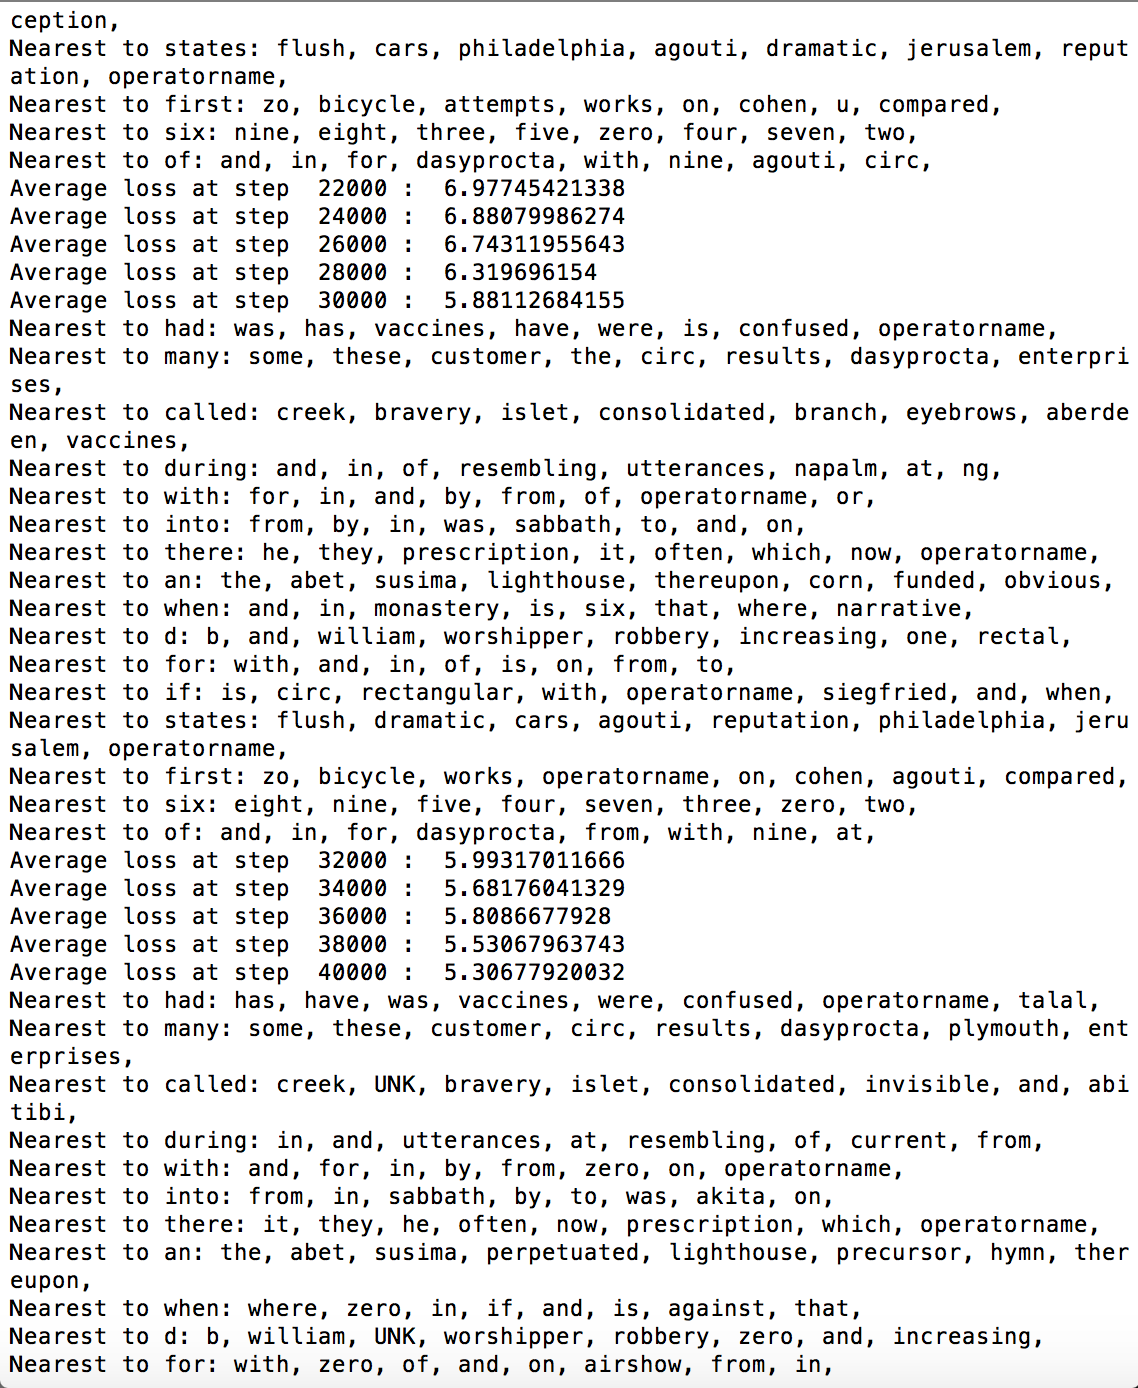 ception,
Nearest to states: flush, cars, philadelphia, agouti, dramatic, jerusalem, reput
ation, operatorname,
Nearest to first: zo, bicycle, attempts, works, on, cohen, u, compared,
Nearest to six: nine, eight, three, five, zero, four, seven, two,
Nearest to of: and, in, for, dasyprocta, with, nine, agouti, circ,
Average loss at step  22000 :  6.97745421338
Average loss at step  24000 :  6.88079986274
Average loss at step  26000 :  6.74311955643
Average loss at step  28000 :  6.319696154
Average loss at step  30000 :  5.88112684155
Nearest to had: was, has, vaccines, have, were, is, confused, operatorname,
Nearest to many: some, these, customer, the, circ, results, dasyprocta, enterpri
ses,
Nearest to called: creek, bravery, islet, consolidated, branch, eyebrows, aberde
en, vaccines,
Nearest to during: and, in, of, resembling, utterances, napalm, at, ng,
Nearest to with: for, in, and, by, from, of, operatorname, or,
Nearest to into: from, by, in, was, sabbath, to, and, on,
Nearest to there: he, they, prescription, it, often, which, now, operatorname,
Nearest to an: the, abet, susima, lighthouse, thereupon, corn, funded, obvious,
Nearest to when: and, in, monastery, is, six, that, where, narrative,
Nearest to d: b, and, william, worshipper, robbery, increasing, one, rectal,
Nearest to for: with, and, in, of, is, on, from, to,
Nearest to if: is, circ, rectangular, with, operatorname, siegfried, and, when,
Nearest to states: flush, dramatic, cars, agouti, reputation, philadelphia, jeru
salem, operatorname,
Nearest to first: zo, bicycle, works, operatorname, on, cohen, agouti, compared,
Nearest to six: eight, nine, five, four, seven, three, zero, two,
Nearest to of: and, in, for, dasyprocta, from, with, nine, at,
Average loss at step  32000 :  5.99317011666
Average loss at step  34000 :  5.68176041329
Average loss at step  36000 :  5.8086677928
Average loss at step  38000 :  5.53067963743
Average loss at step  40000 :  5.30677920032
Nearest to had: has, have, was, vaccines, were, confused, operatorname, talal,
Nearest to many: some, these, customer, circ, results, dasyprocta, plymouth, ent
erprises,
Nearest to called: creek, UNK, bravery, islet, consolidated, invisible, and, abi
tibi,
Nearest to during: in, and, utterances, at, resembling, of, current, from,
Nearest to with: and, for, in, by, from, zero, on, operatorname,
Nearest to into: from, in, sabbath, by, to, was, akita, on,
Nearest to there: it, they, he, often, now, prescription, which, operatorname,
Nearest to an: the, abet, susima, perpetuated, lighthouse, precursor, hymn, ther
eupon,
Nearest to when: where, zero, in, if, and, is, against, that,
Nearest to d: b, william, UNK, worshipper, robbery, zero, and, increasing,
Nearest to for: with, zero, of, and, on, airshow, from, in,